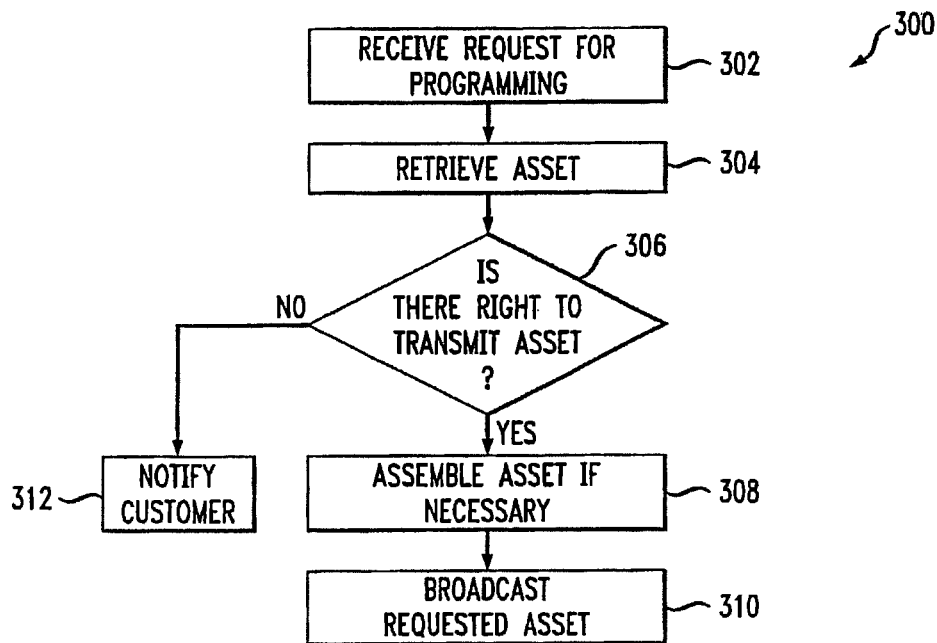 300
RECEIVE REQUEST FOR
PROGRAMMING
302
RETRIEVE ASSET
304
306
IS
THERE RIGHT TO
TRANSMIT ASSET
?
NO
YES
312
NOTIFY
CUSTOMER
ASSEMBLE ASSET IF
NECESSARY
308
BROADCAST
REQUESTED ASSET
310